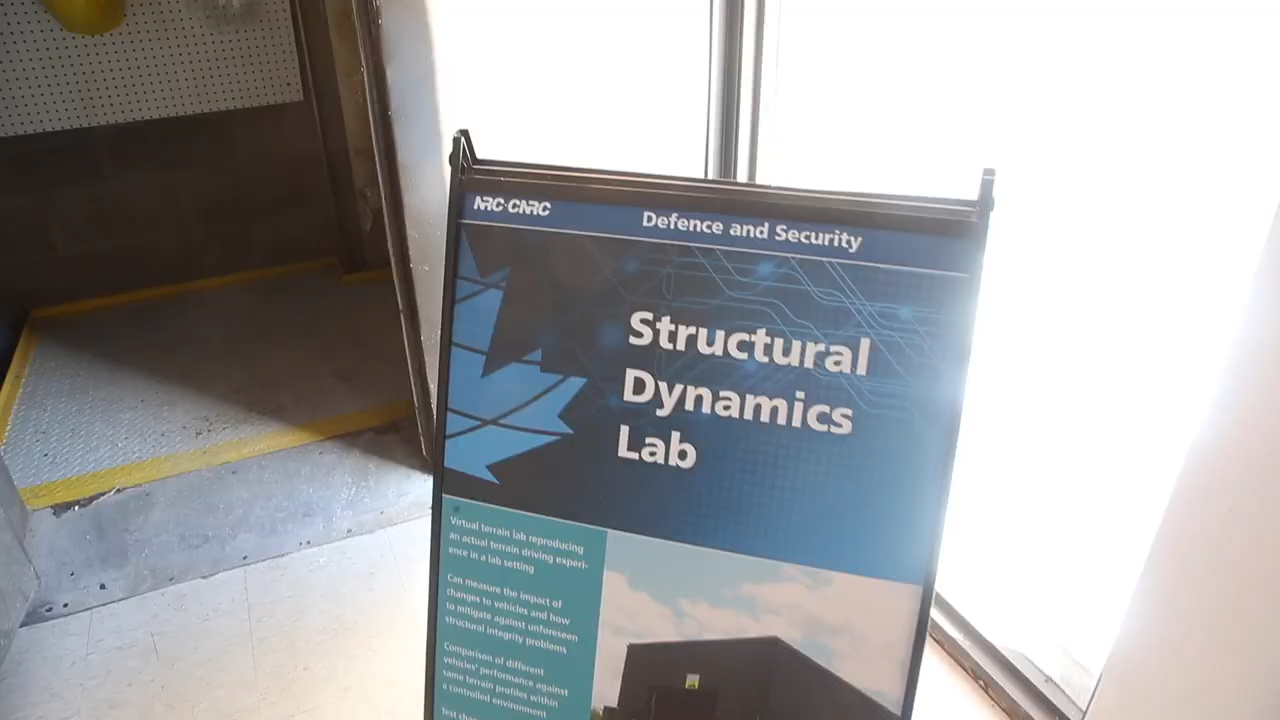 NRC·CNRC
Defence and Security
Structural
Dynamics
Lab
Virtual terrain lab reproducing
an actual terrain driving experi-
ence in a lab setting
Can measure the impact of
changes to vehicles and how
to mitigate against unforeseen
structural integrity problems
Comparison of different
vehicles' performance against
same terrain profiles within
a controlled environment
Test